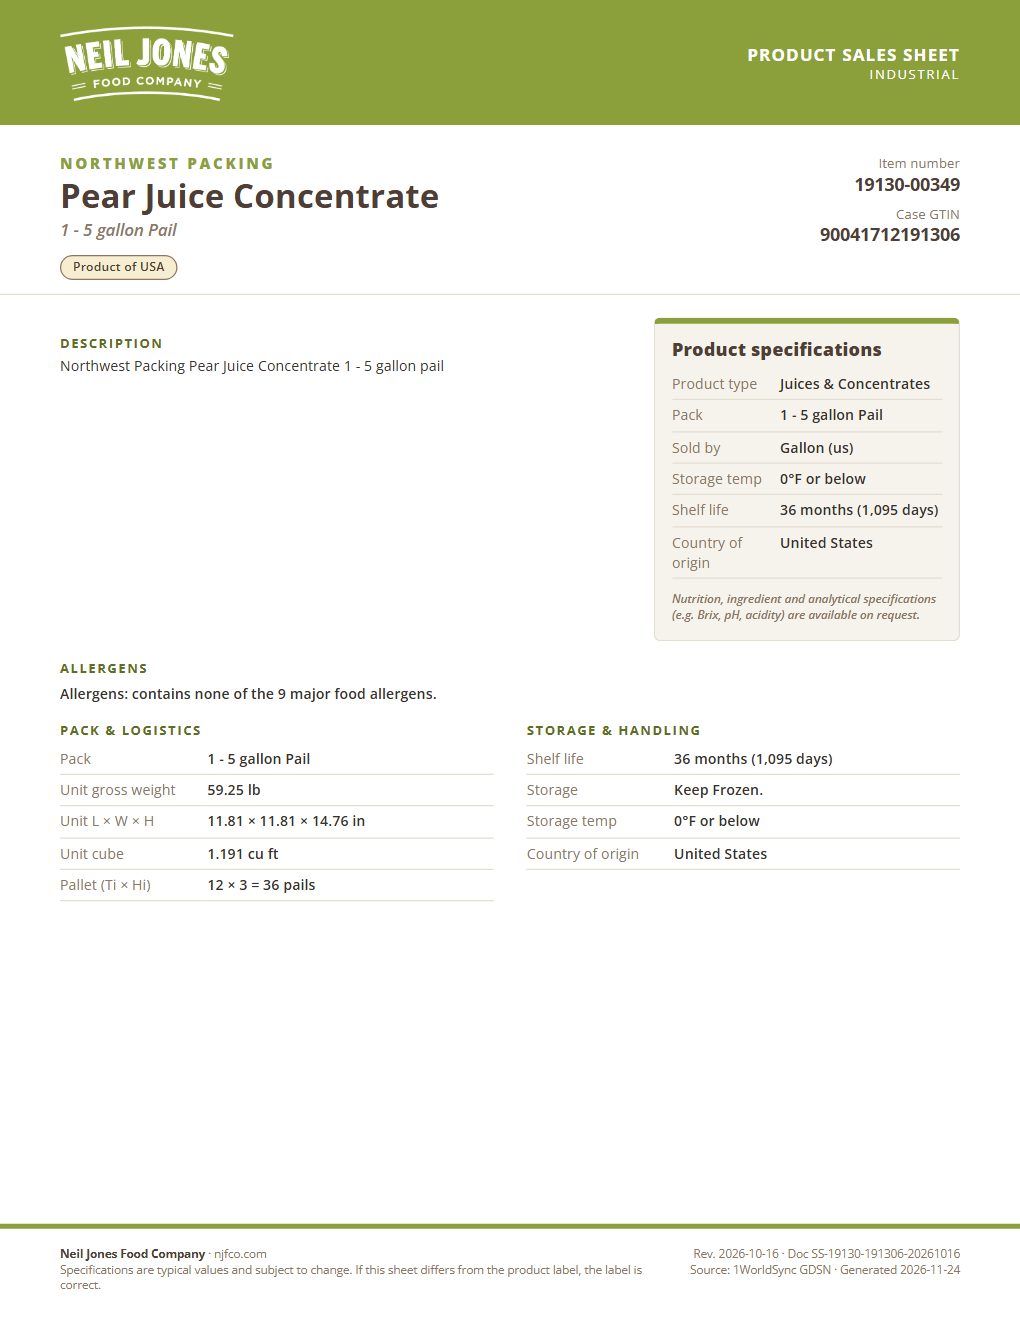 NEIL JONES
FOOD COMPANY
PRODUCT SALES SHEET
INDUSTRIAL
NORTHWEST PACKING
Pear Juice Concentrate
1 - 5 gallon Pail
Product of USA
Item number
19130-00349
Case GTIN
90041712191306
DESCRIPTION
Northwest Packing Pear Juice Concentrate 1 - 5 gallon pail
Product specifications
Product type Juices & Concentrates
Pack 1 - 5 gallon Pail
Sold by Gallon (us)
Storage temp 0°F or below
Shelf life 36 months (1,095 days)
Country of origin United States
Nutrition, ingredient and analytical specifications
(e.g. Brix, pH, acidity) are available on request.
ALLERGENS
Allergens: contains none of the 9 major food allergens.
PACK & LOGISTICS
Pack 1 - 5 gallon Pail
Unit gross weight 59.25 lb
Unit L × W × H 11.81 × 11.81 × 14.76 in
Unit cube 1.191 cu ft
Pallet (Ti × Hi) 12 × 3 = 36 pails
STORAGE & HANDLING
Shelf life 36 months (1,095 days)
Storage Keep Frozen.
Storage temp 0°F or below
Country of origin United States
Neil Jones Food Company · njfco.com
Specifications are typical values and subject to change. If this sheet differs from the product label, the label is
correct.
Rev. 2026-10-16 · Doc SS-19130-191306-20261016
Source: 1WorldSync GDSN · Generated 2026-11-24